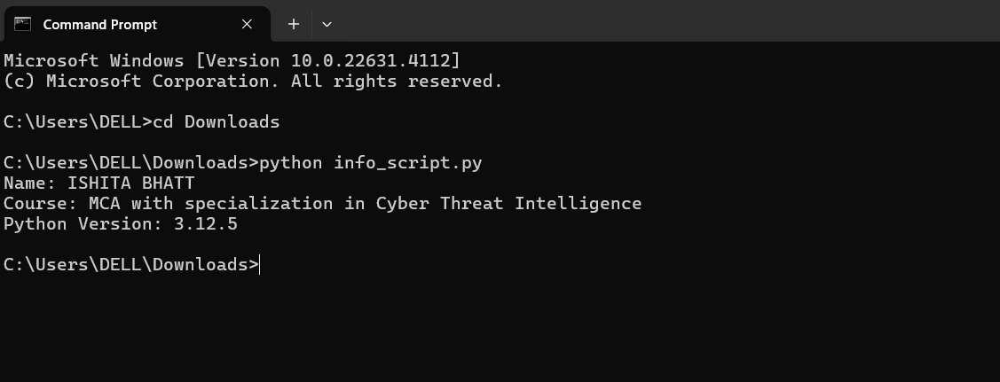 Command Prompt
Microsoft Windows [Version 10.0.22631.4112]
(c) Microsoft Corporation. All rights reserved.
C:\Users\DELL>cd Downloads
C:\Users\DELL\Downloads>python info_script.py
Name: ISHITA BHATT
Course: MCA with specialization in Cyber Threat Intelligence
Python Version: 3.12.5
C:\Users\DELL\Downloads>